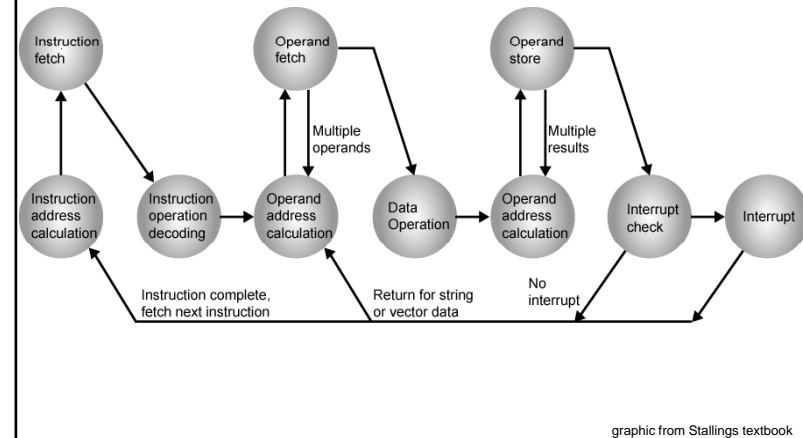 Instruction
fetch
Operand
fetch
Operand
store
Multiple
operands
Multiple
results
Instruction
address
calculation
Instruction
operation
decoding
Operand
address
calculation
Data
Operation
Operand
address
calculation
Interrupt
check
Interrupt
Instruction complete,
fetch next instruction
Return for string
or vector data
No
interrupt
graphic from Stallings textbook